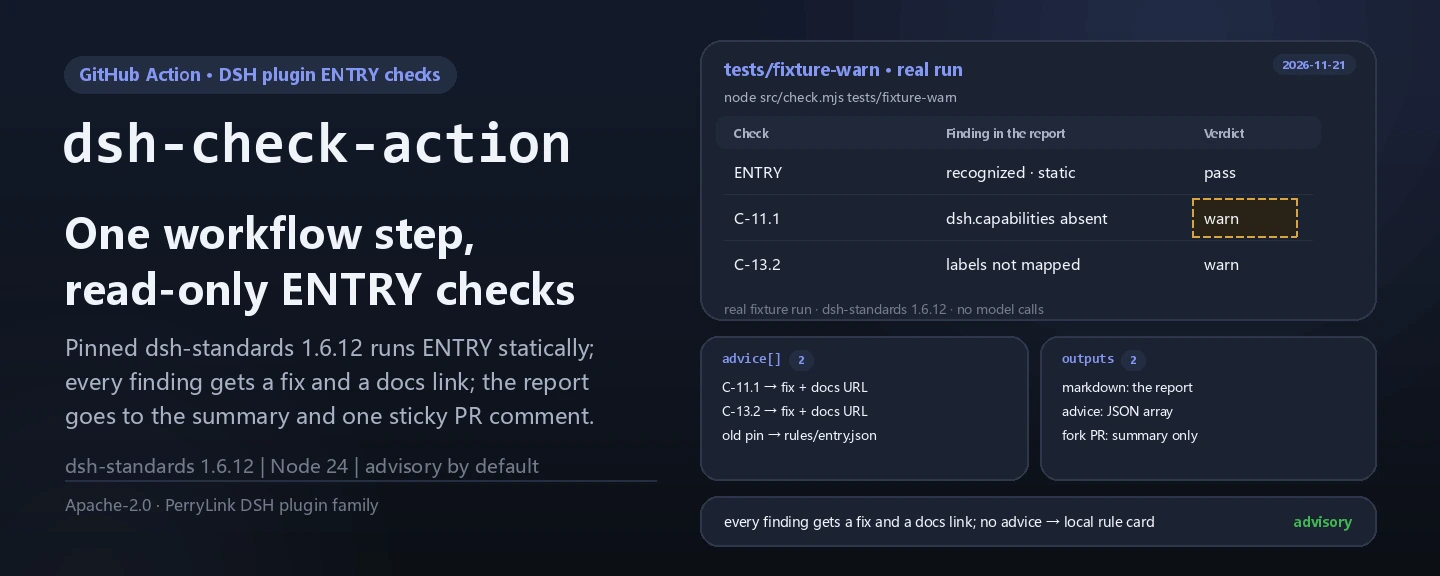 GitHub Action • DSH plugin ENTRY checks
dsh-check-action
One workflow step,
read-only ENTRY checks
Pinned dsh-standards 1.6.12 runs ENTRY statically;
every finding gets a fix and a docs link; the report
goes to the summary and one sticky PR comment.
dsh-standards 1.6.12 | Node 24 | advisory by default
Apache-2.0 · PerryLink DSH plugin family
tests/fixture-warn • real run
2026-11-21
node src/check.mjs tests/fixture-warn
Check Finding in the report Verdict
ENTRY recognized · static pass
C-11.1 dsh.capabilities absent warn
C-13.2 labels not mapped warn
real fixture run · dsh-standards 1.6.12 · no model calls
advice[] 2
C-11.1 → fix + docs URL
C-13.2 → fix + docs URL
old pin → rules/entry.json
outputs 2
markdown: the report
advice: JSON array
fork PR: summary only
every finding gets a fix and a docs link; no advice → local rule card advisory